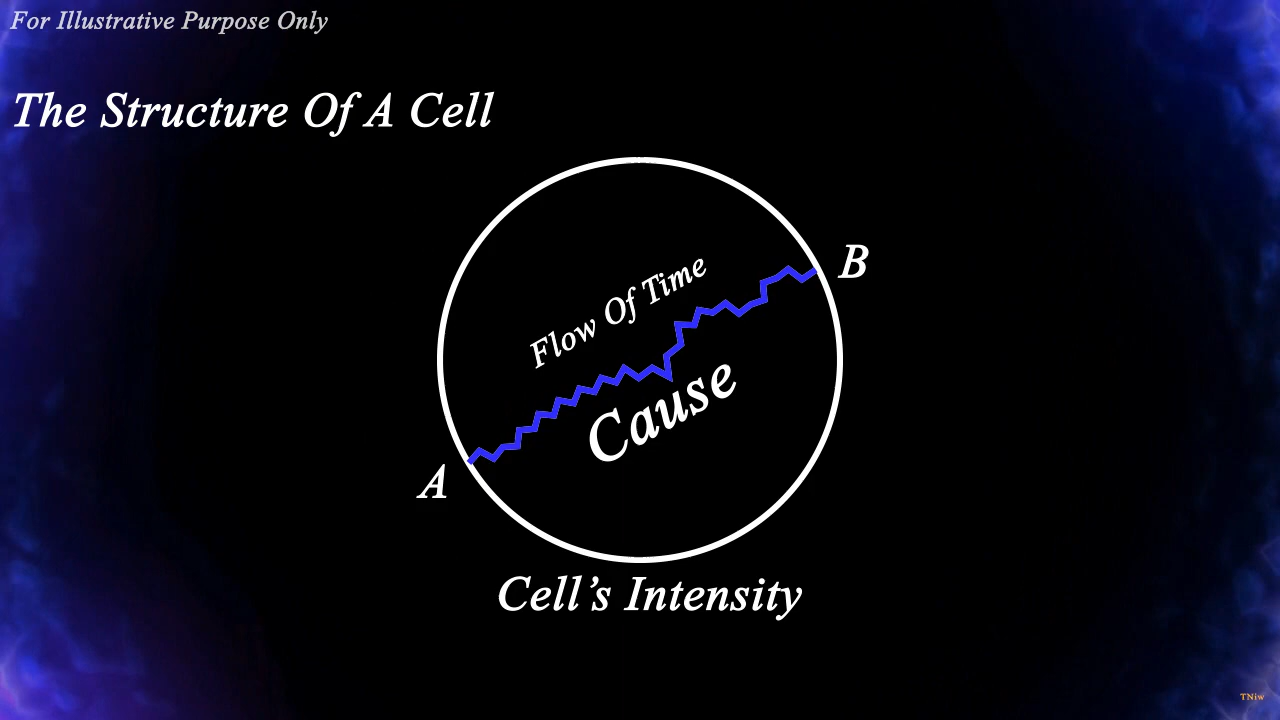 For Illustrative Purpose Only
The Structure Of A Cell
B
Flow Of Time
Cause
A
Cell's Intensity
TNiw